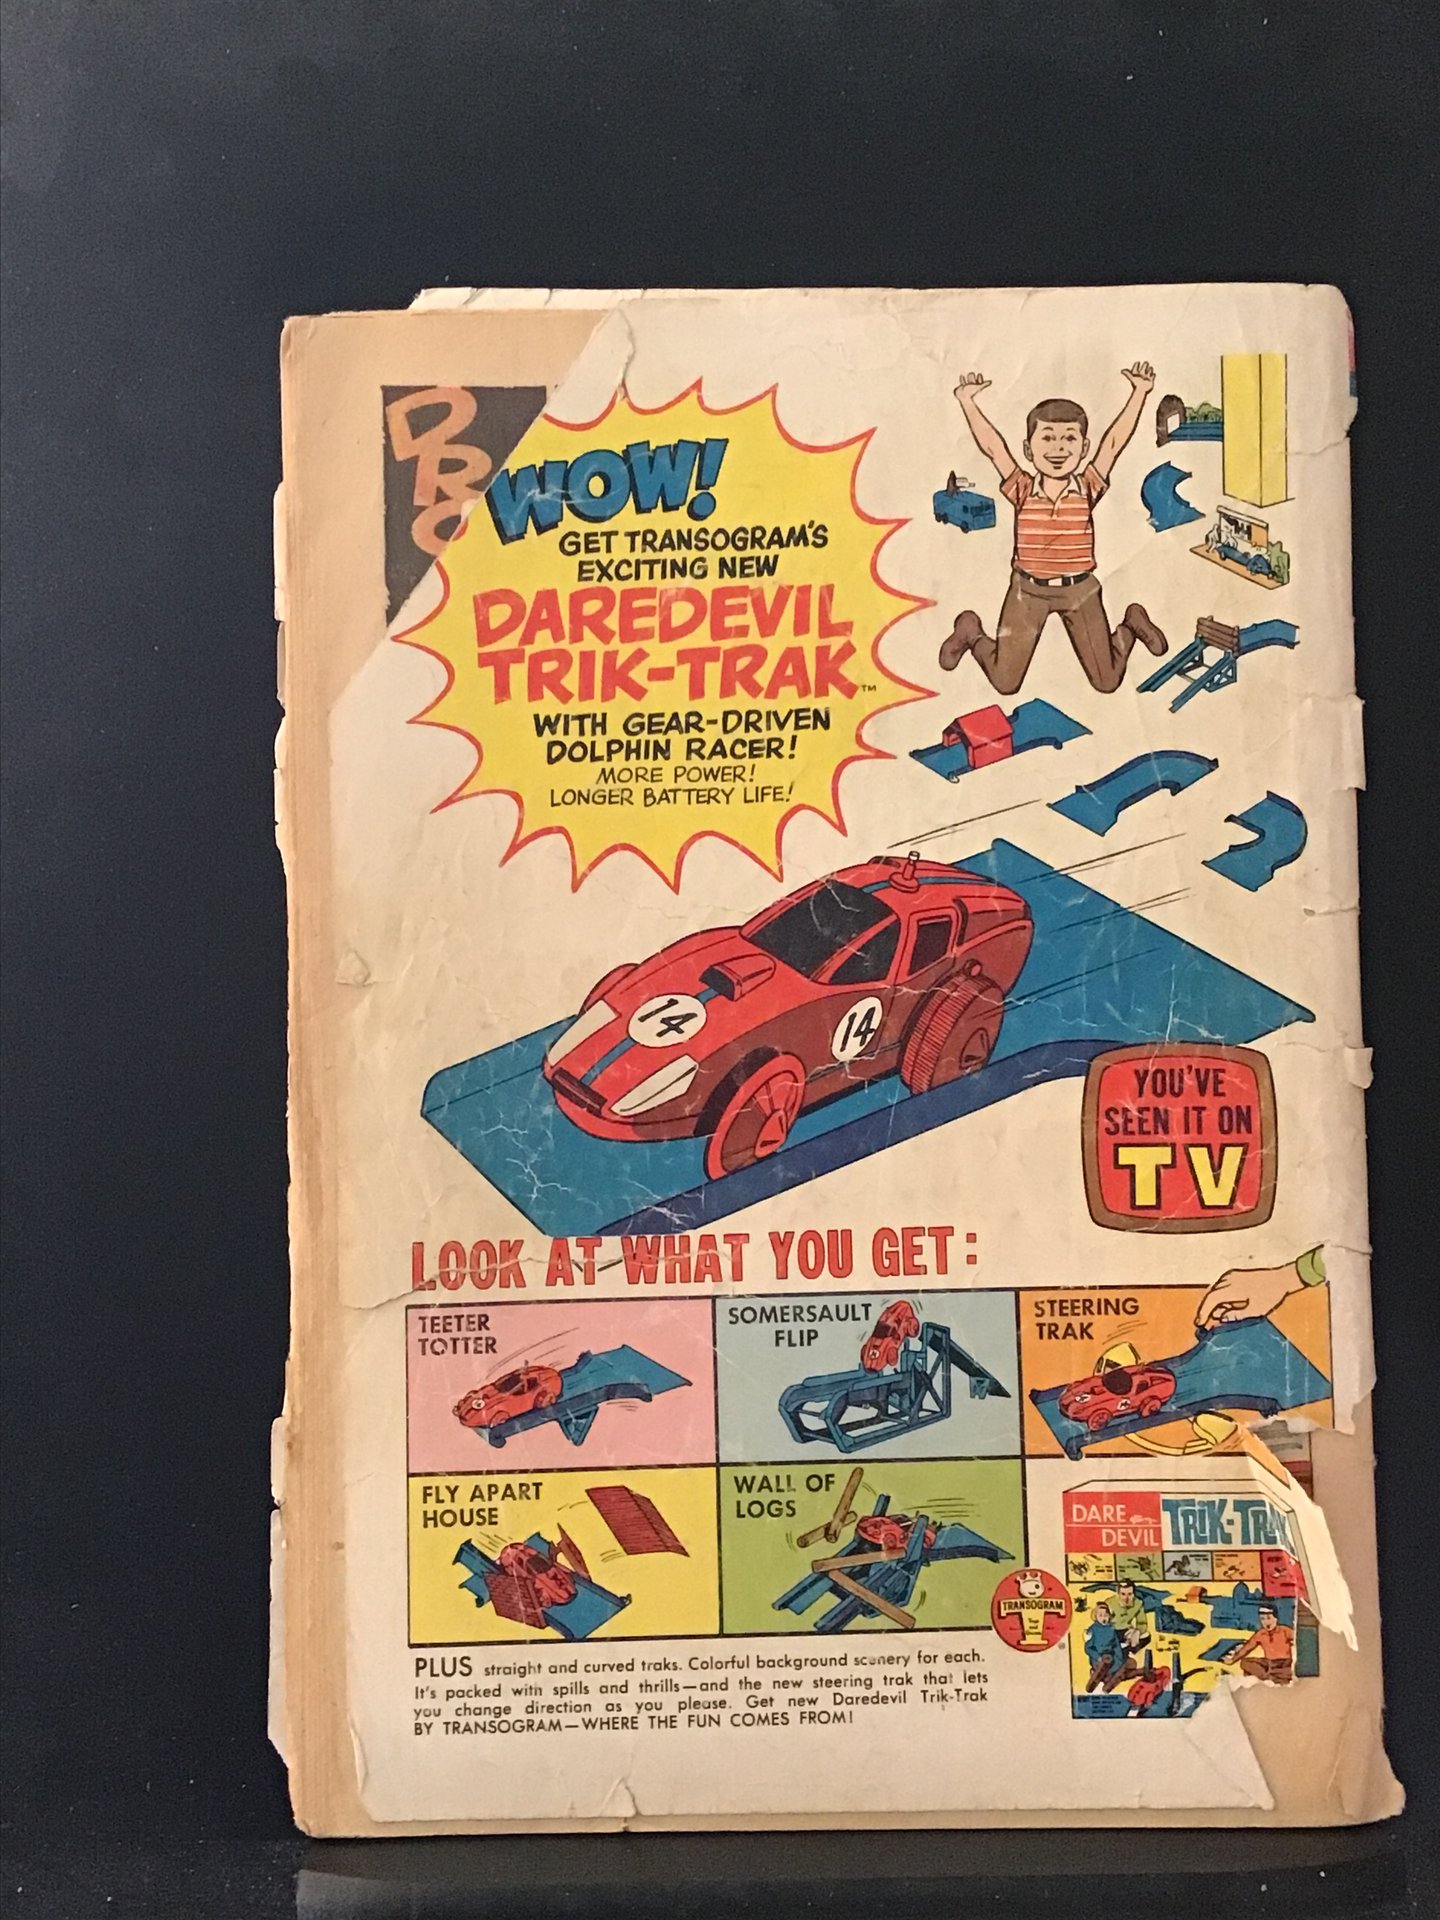 WOW!
GET TRANSOGRAM'S
EXCITING NEW
DAREDEVIL
TRIK-TRAK™
WITH GEAR-DRIVEN
DOLPHIN RACER!
MORE POWER!
LONGER BATTERY LIFE!
14
14
YOU'VE
SEEN IT ON
TV
LOOK AT WHAT YOU GET:
TEETER
TOTTER
SOMERSAULT
FLIP
STEERING
TRAK
FLY APART
HOUSE
WALL OF
LOGS
DARE
DEVIL
TRIK-TRA
TRANSOGRAM
PLUS straight and curved traks. Colorful background scenery for each.
It's packed with spills and thrills—and the new steering trak that lets
you change direction as you please. Get new Daredevil Trik-Trak
BY TRANSOGRAM—WHERE THE FUN COMES FROM!